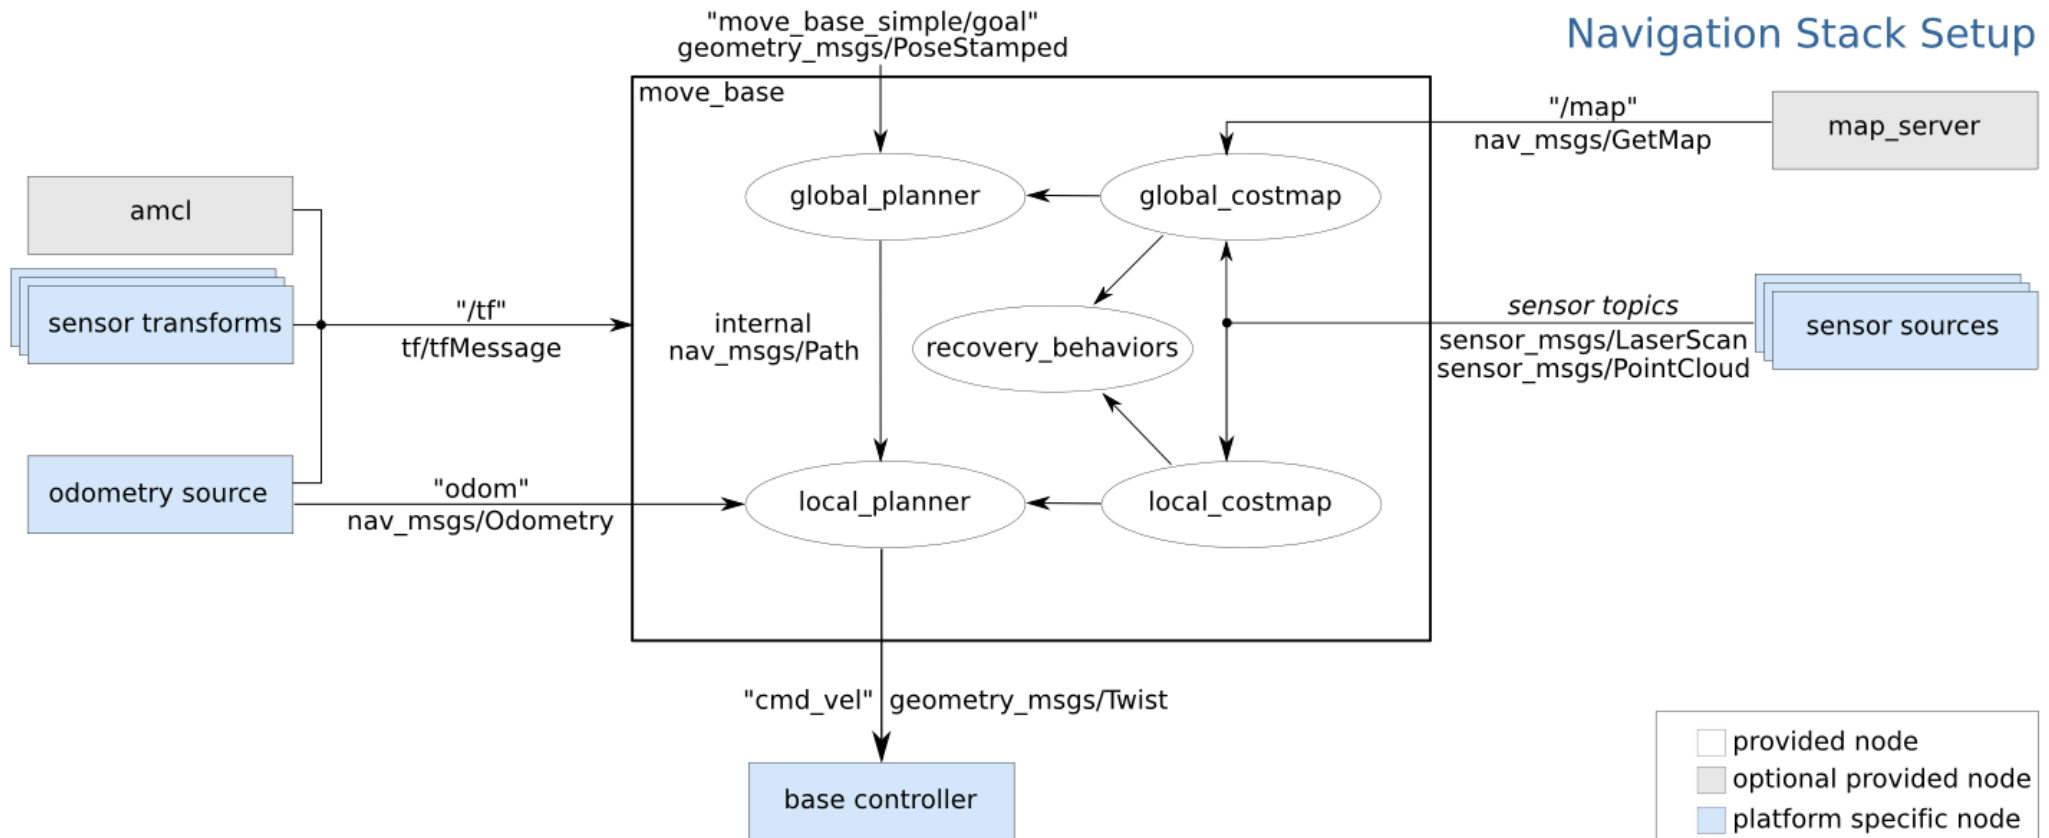 "move_base_simple/goal"
geometry_msgs/PoseStamped
Navigation Stack Setup
move_base
"/map"
nav_msgs/GetMap
map_server
global_planner
global_costmap
amcl
sensor transforms
"/tf"
tf/tfMessage
internal
nav_msgs/Path
recovery_behaviors
sensor topics
sensor_msgs/LaserScan
sensor_msgs/PointCloud
sensor sources
odometry source
"odom"
nav_msgs/Odometry
local_planner
local_costmap
"cmd_vel" geometry_msgs/Twist
base controller
provided node
optional provided node
platform specific node